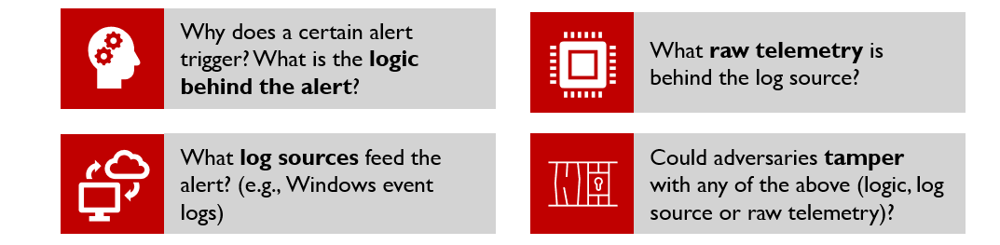 Why does a certain alert
trigger? What is the logic
behind the alert?
What raw telemetry is
behind the log source?
What log sources feed the
alert? (e.g., Windows event
logs)
Could adversaries tamper
with any of the above (logic, log
source or raw telemetry)?